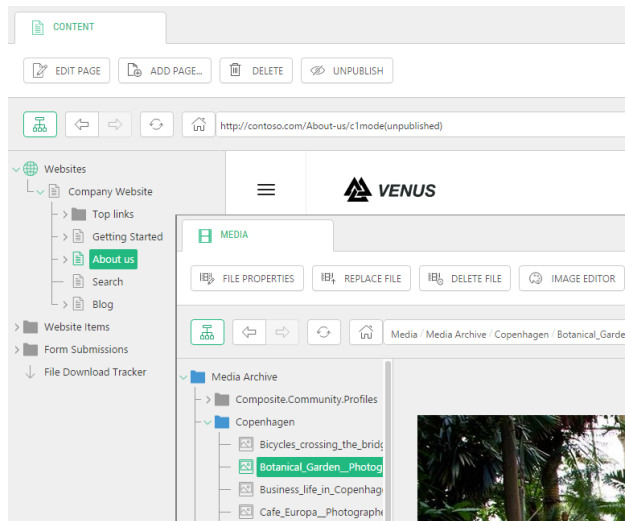 CONTENT
EDIT PAGE ADD PAGE... DELETE UNPUBLISH
http://contoso.com/About-us/c1mode(unpublished)
Websites
Company Website
VENUS
Top links
Getting Started
About us
Search
Blog
Website Items
Form Submissions
File Download Tracker
MEDIA
FILE PROPERTIES REPLACE FILE DELETE FILE IMAGE EDITOR
Media / Media Archive / Copenhagen / Botanical_Garde
Media Archive
Composite.Community.Profiles
Copenhagen
Bicycles_crossing_the_bridg
Botanical_Garden__Photog
Business_life_in_Copenhag
Cafe_Europa__Photographe